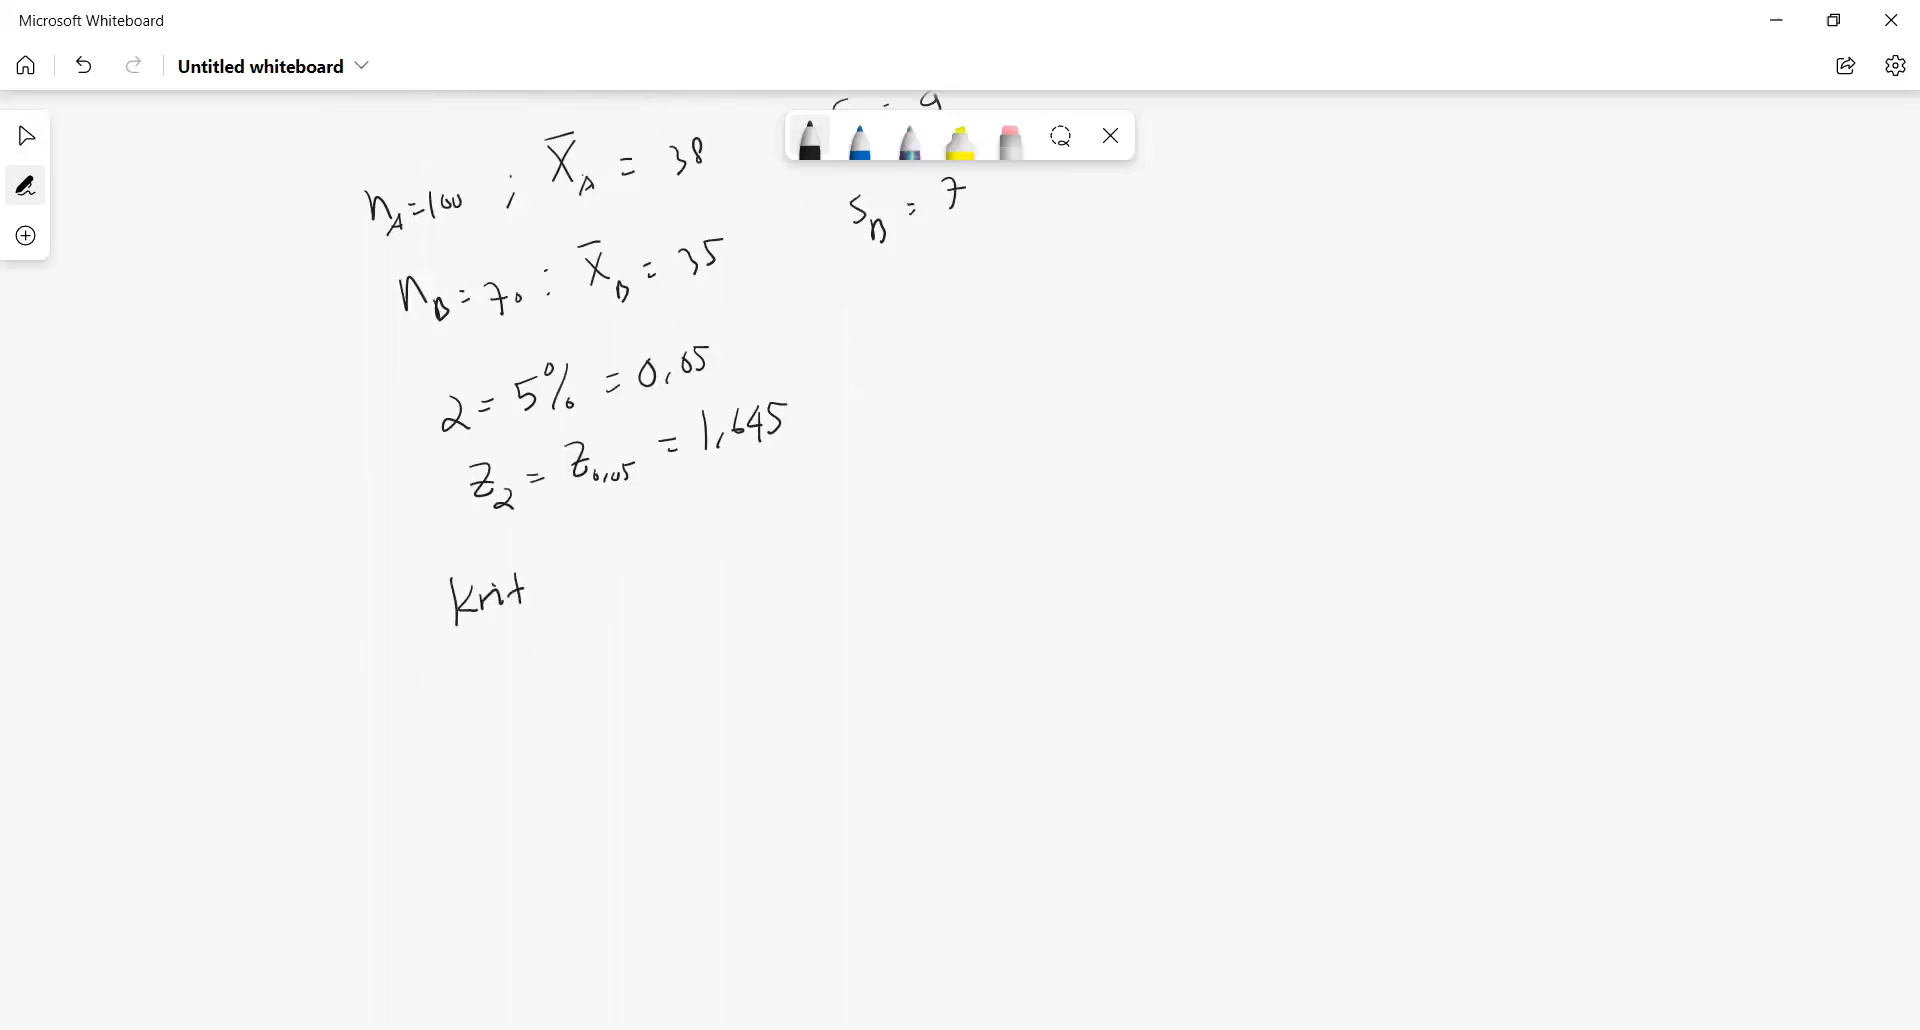 Microsoft Whiteboard
Untitled whiteboard
n_A = 100 ; X̄_A = 38
S_B = 7
n_B = 70 : X̄_B = 35
α = 5% = 0,05
Z_α = Z_0,05 = 1,645
Krit